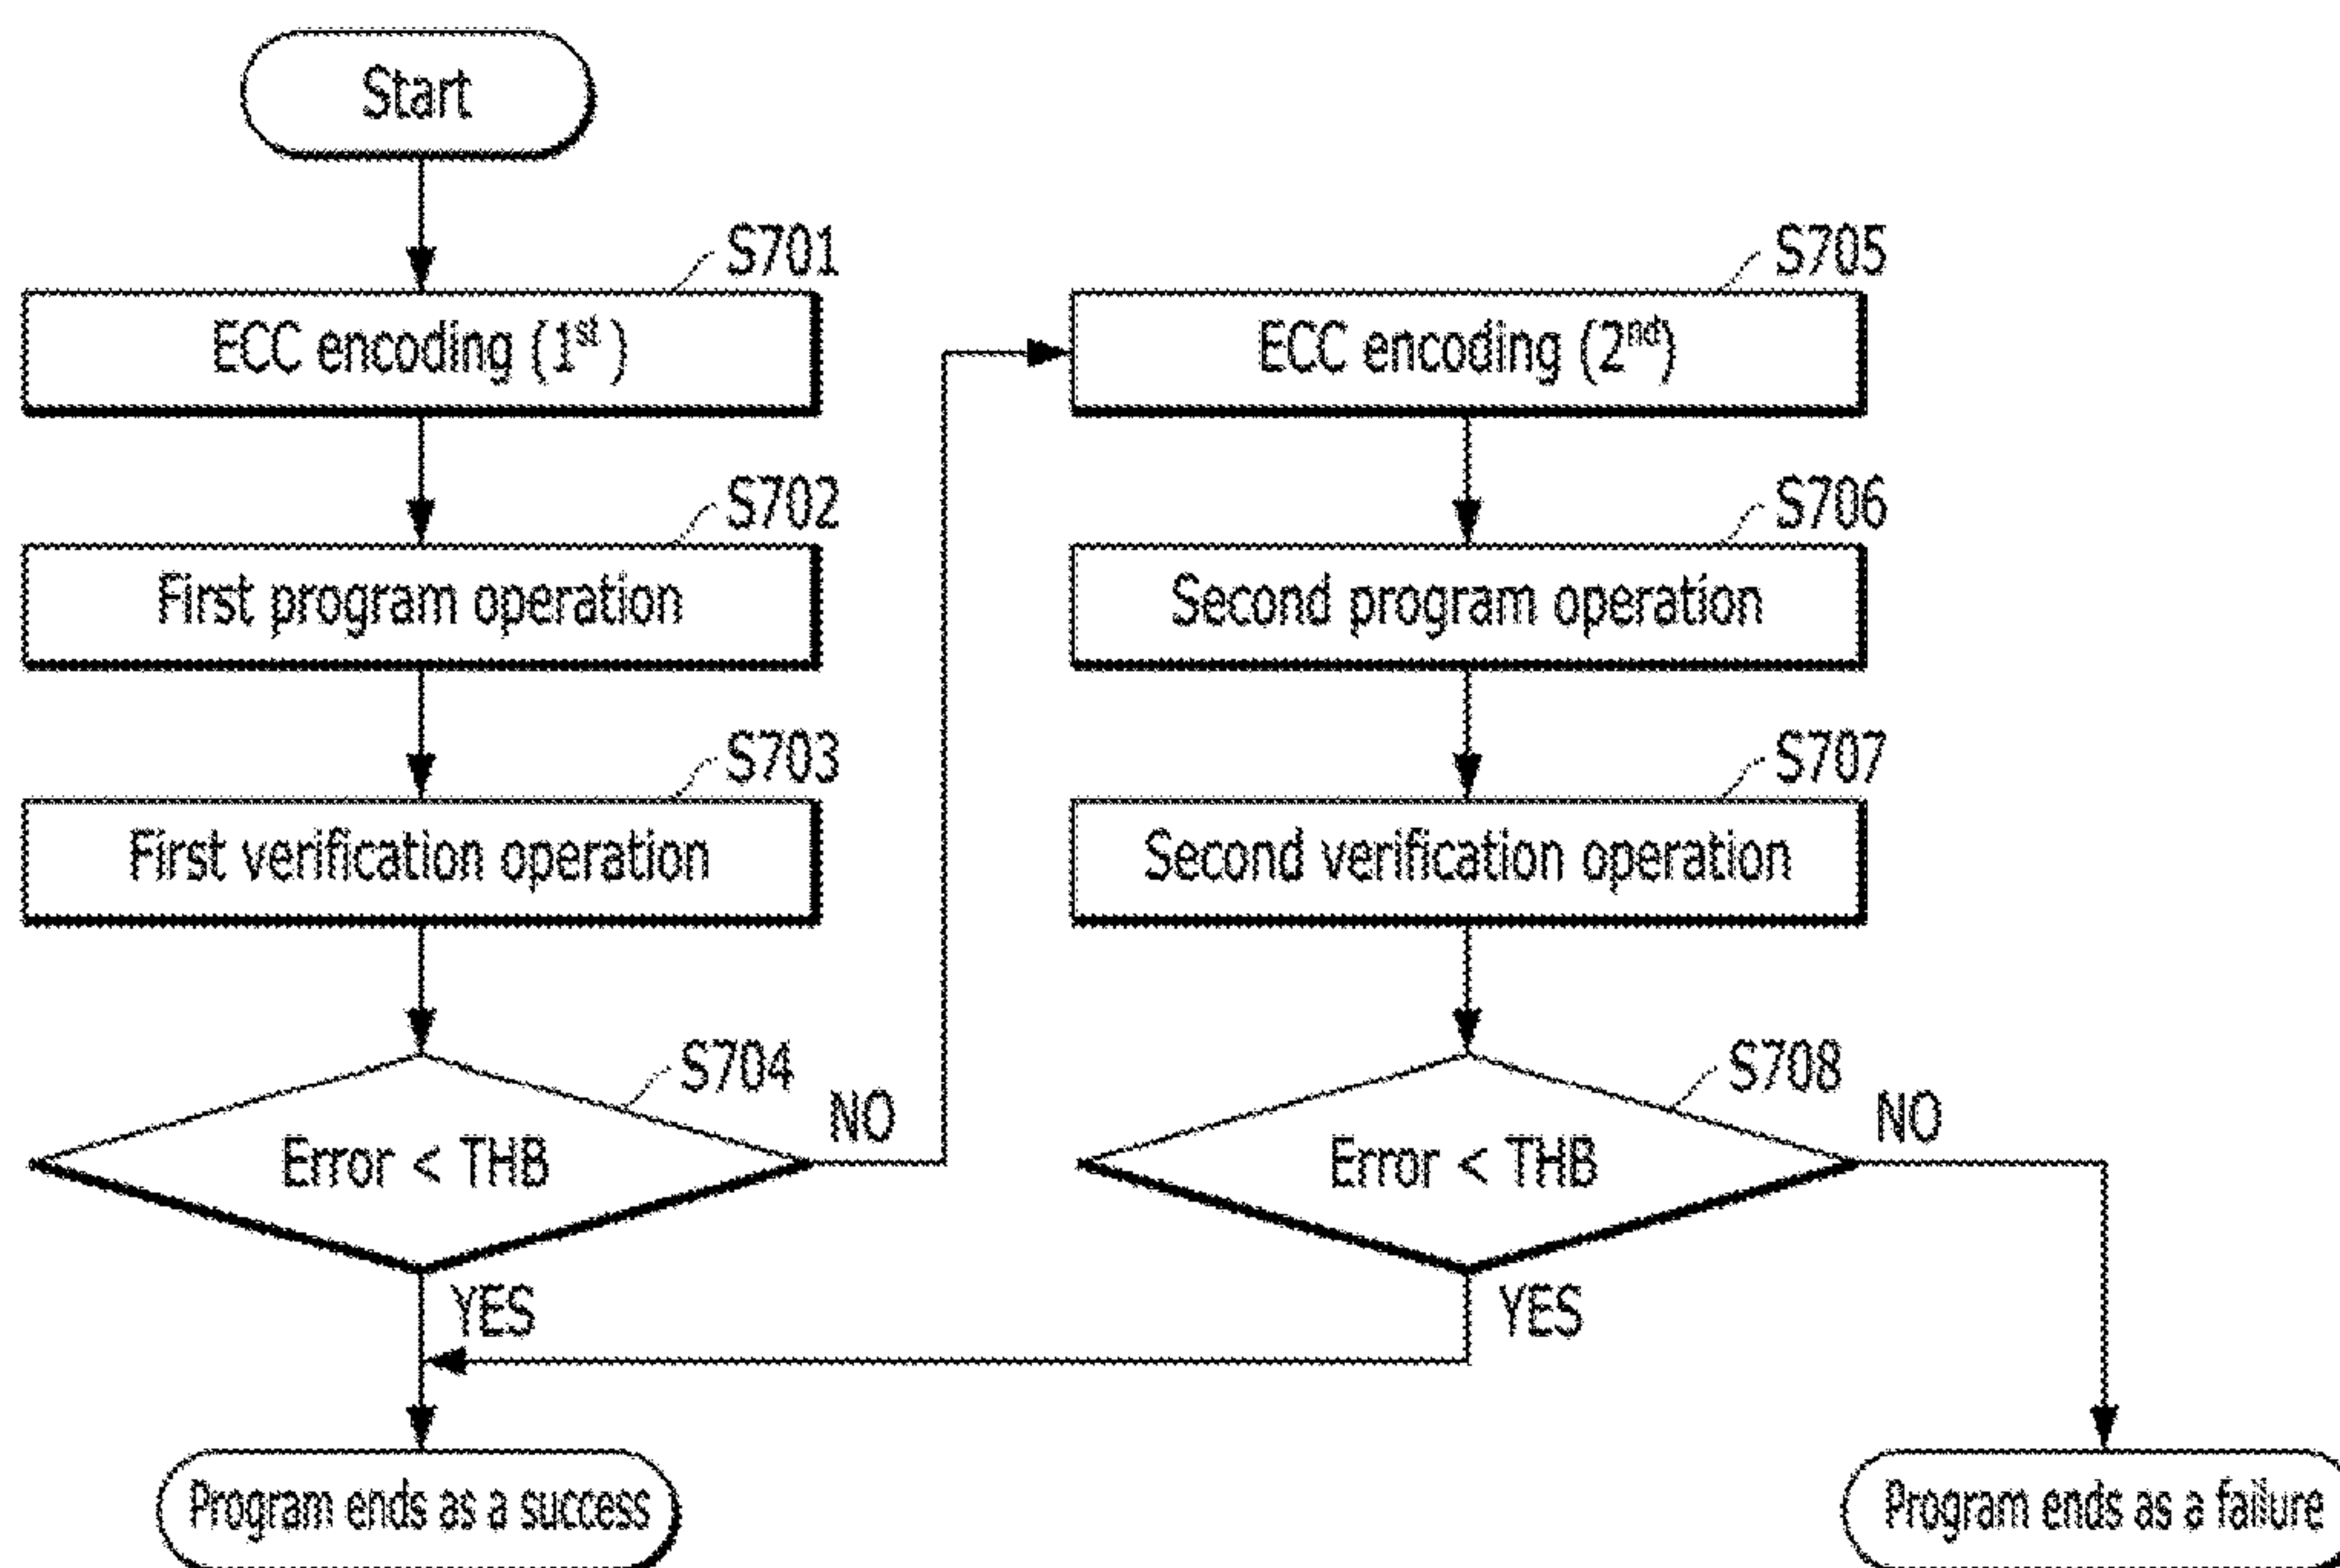 Start
S701
ECC encoding (1st)
S702
First program operation
S703
First verification operation
S704
Error < THB
NO
YES
Program ends as a success
S705
ECC encoding (2nd)
S706
Second program operation
S707
Second verification operation
S708
Error < THB
NO
YES
Program ends as a failure